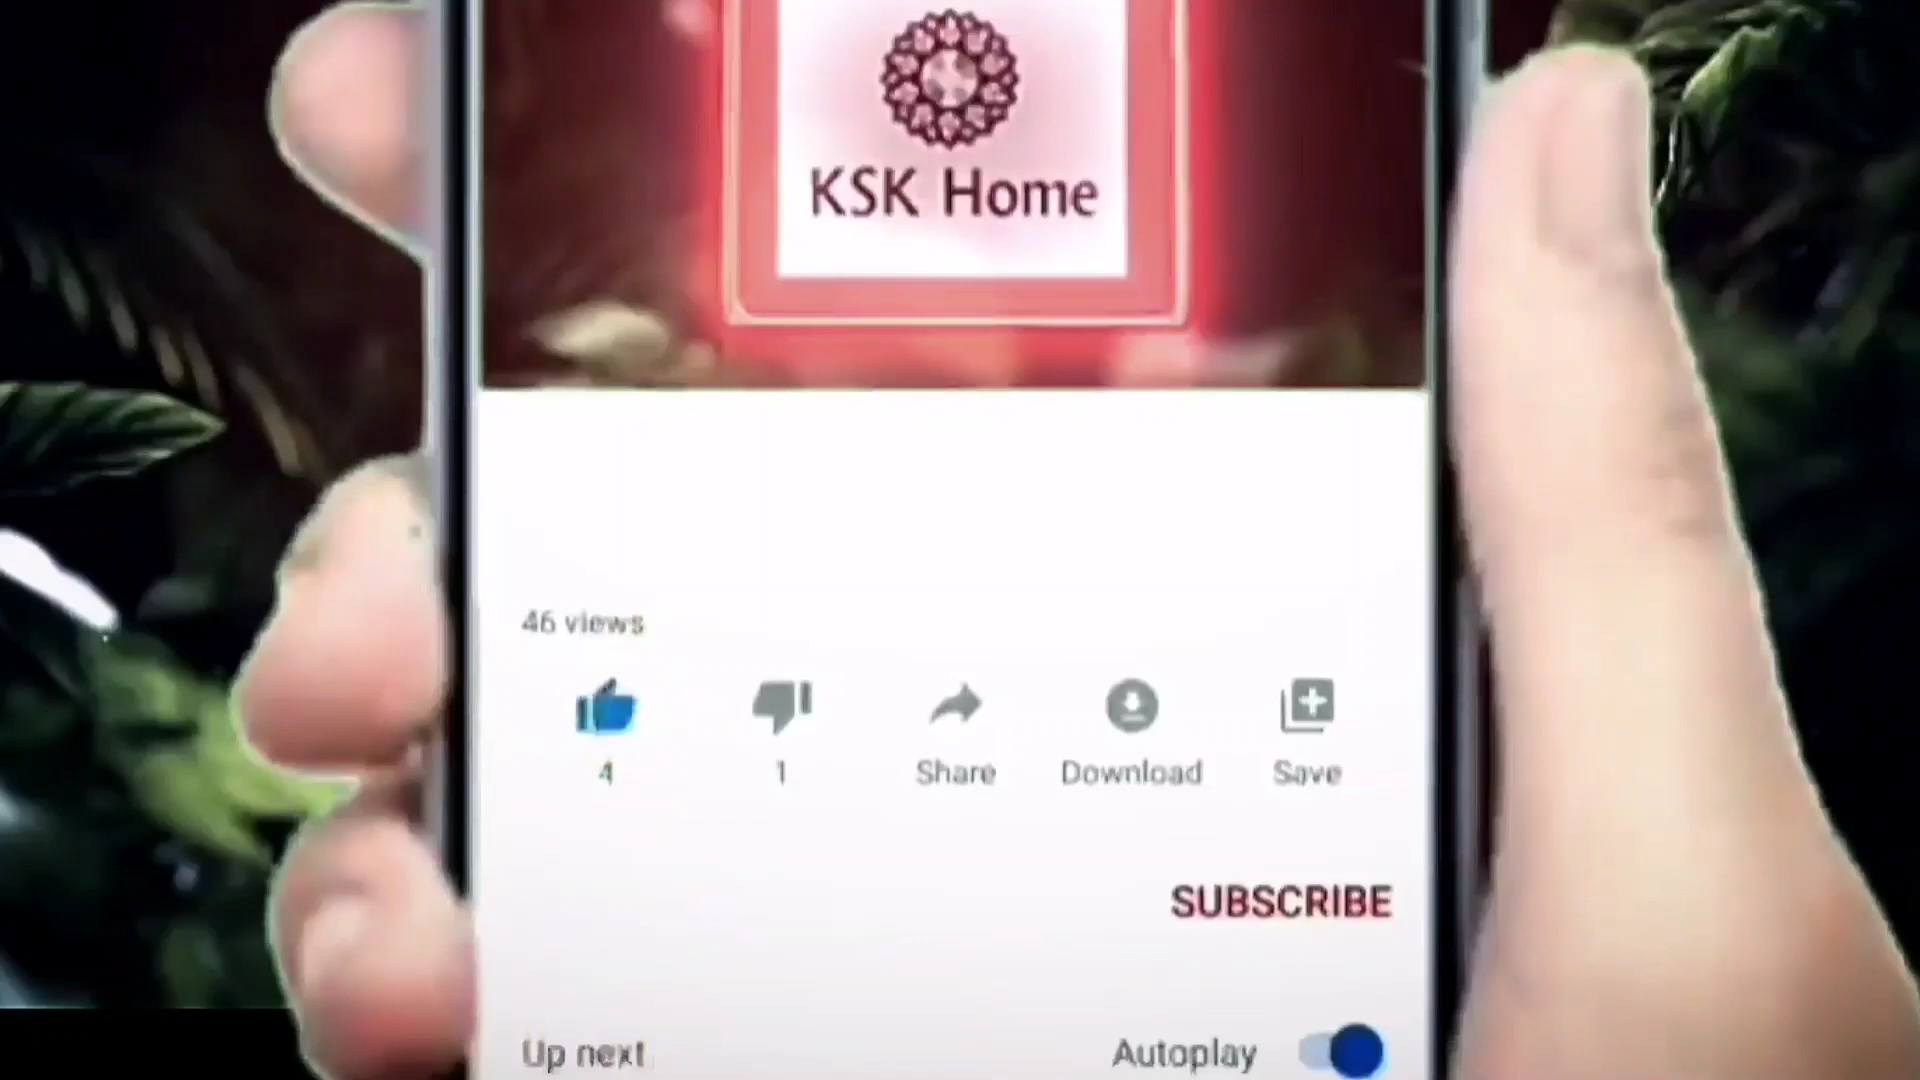 KSK Home
46 views
4 1 Share Download Save
SUBSCRIBE
Up next Autoplay